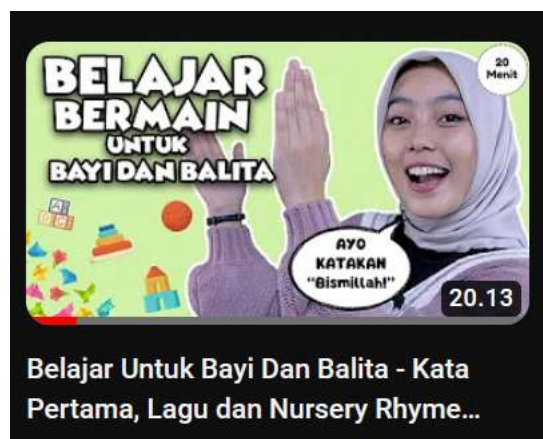 BELAJAR
BERMAIN
UNTUK
BAYI DAN BALITA
20
Menit
AYO
KATAKAN
"Bismillah!"
20.13
Belajar Untuk Bayi Dan Balita - Kata
Pertama, Lagu dan Nursery Rhyme...